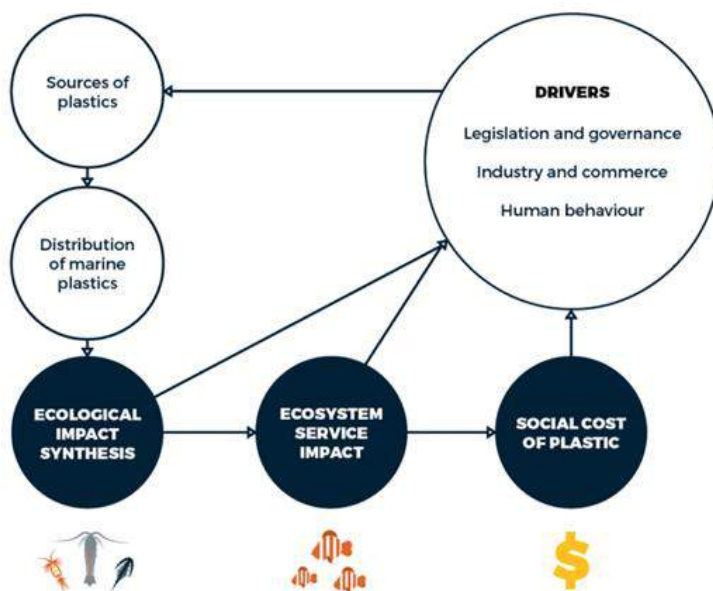 Sources of
plastics
DRIVERS
Legislation and governance
Industry and commerce
Human behaviour
Distribution
of marine
plastics
ECOLOGICAL
IMPACT
SYNTHESIS
ECOSYSTEM
SERVICE
IMPACT
SOCIAL COST
OF PLASTIC
$